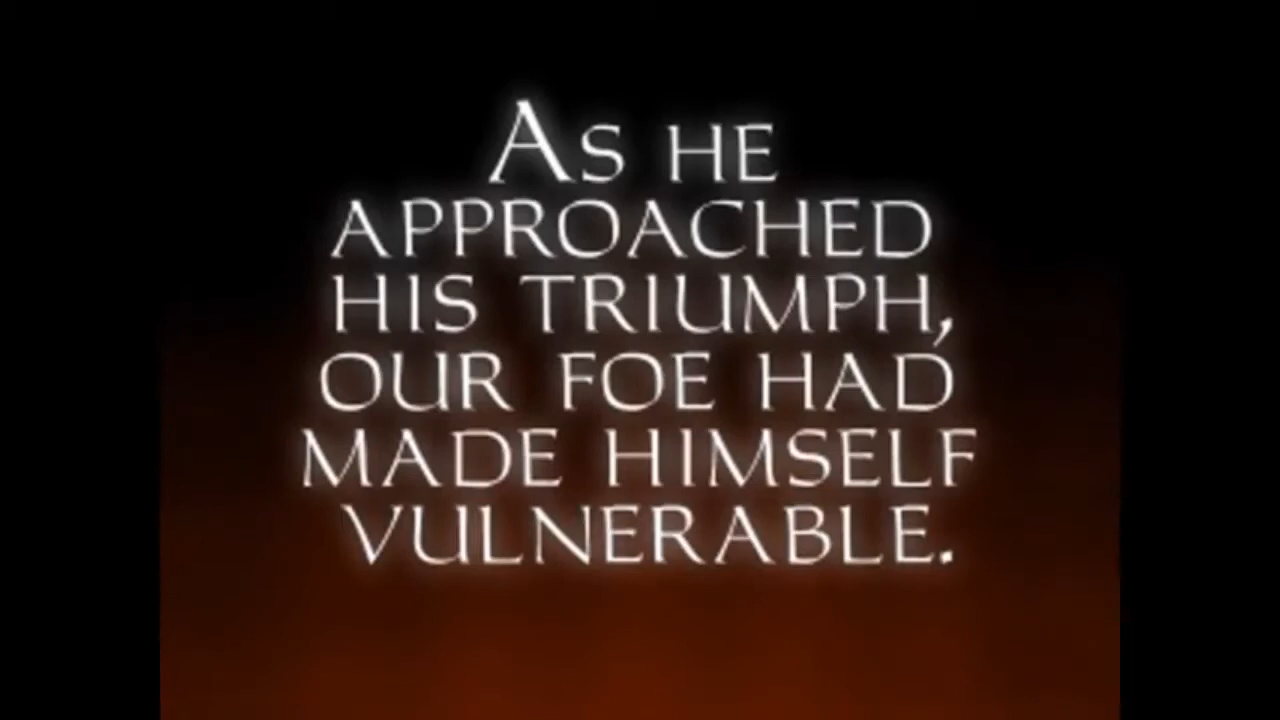 As he
approached
his triumph,
our foe had
made himself
vulnerable.